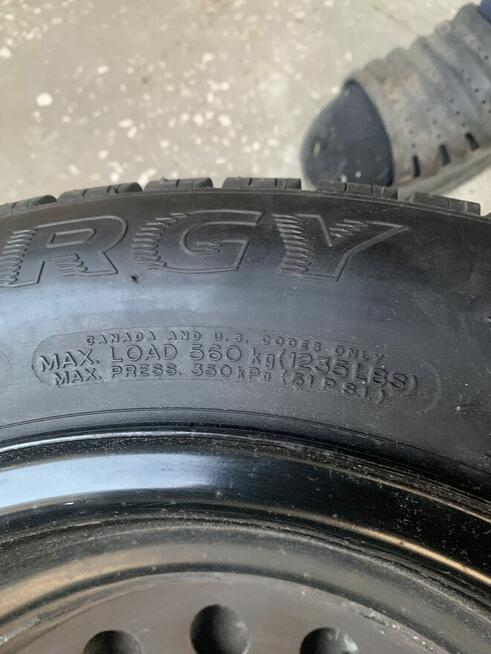 RGY
CANADA AND U.S. CODES ONLY
MAX. LOAD 560 kg (1235 LBS)
MAX. PRESS. 350 kPa (51 P.S.I.)